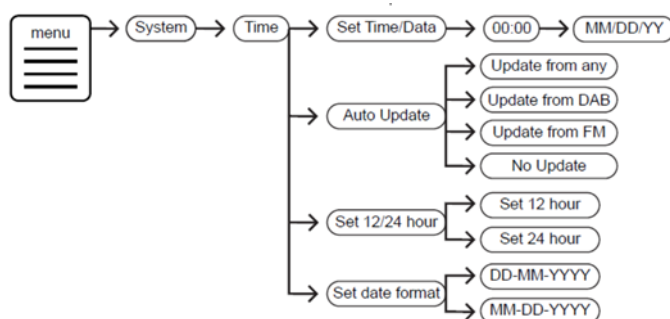 menu
System
Time
Set Time/Data
00:00
MM/DD/YY
Auto Update
Update from any
Update from DAB
Update from FM
No Update
Set 12/24 hour
Set 12 hour
Set 24 hour
Set date format
DD-MM-YYYY
MM-DD-YYYY